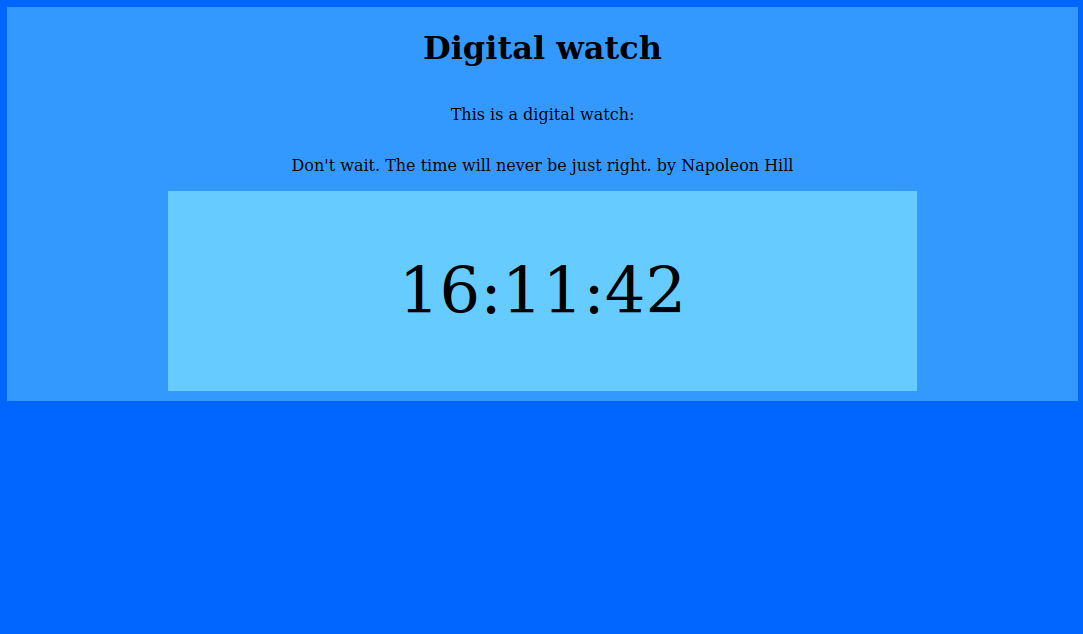 Digital watch
This is a digital watch:
Don't wait. The time will never be just right. by Napoleon Hill
16:11:42